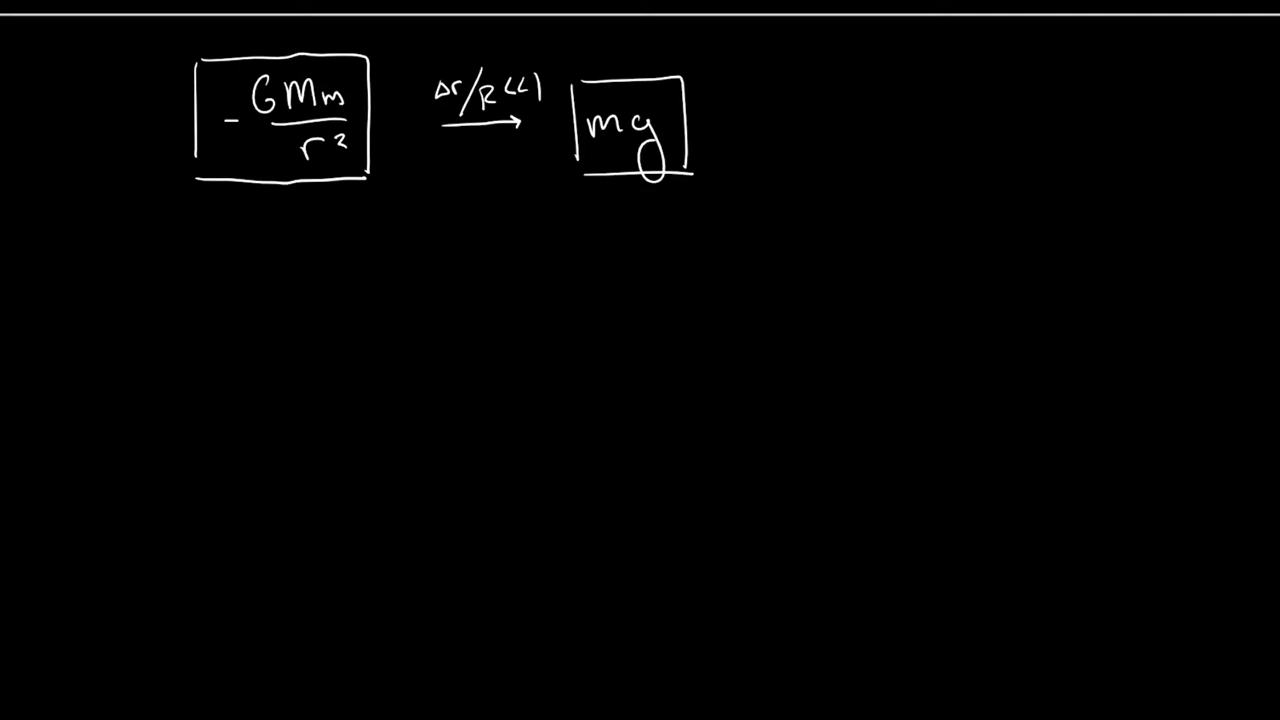 - GMm / r² Δr/R <<1 → mg